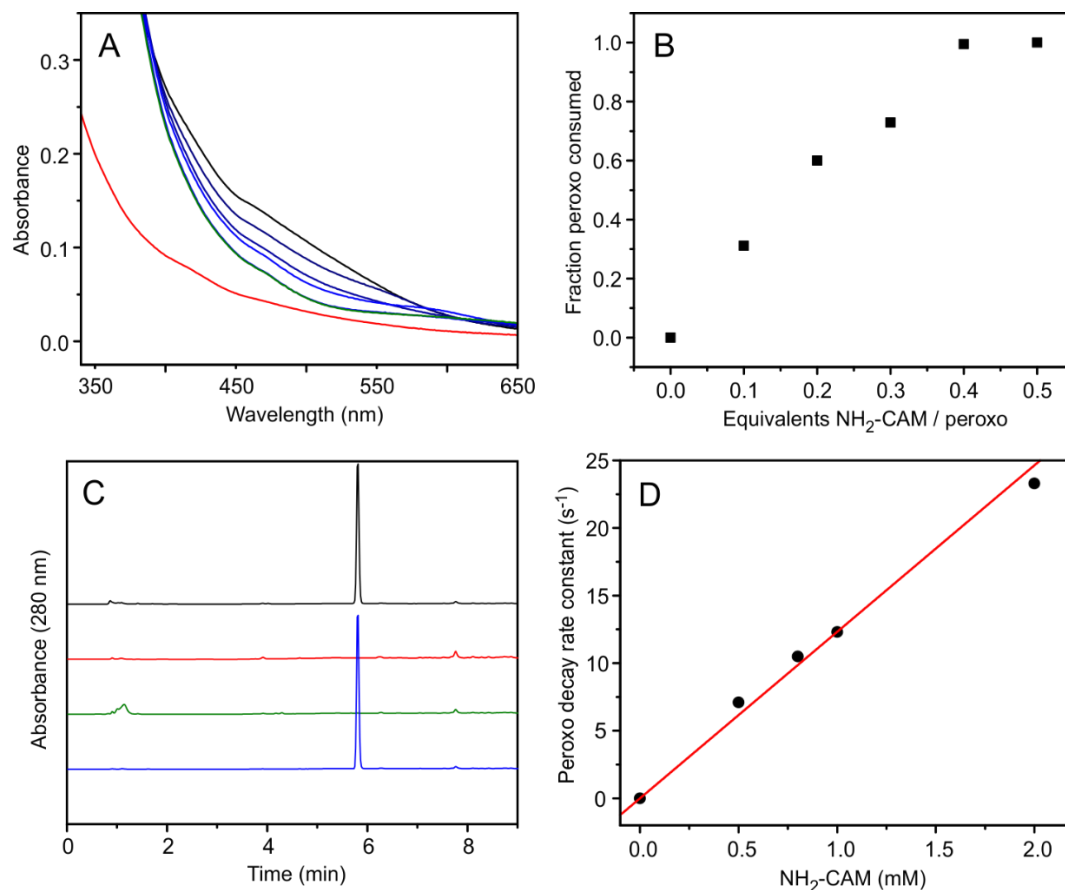 A
Absorbance
0.3
0.2
0.1
0.0
350 450 550 650
Wavelength (nm)
B
Fraction peroxo consumed
1.0
0.8
0.6
0.4
0.2
0.0
0.0 0.1 0.2 0.3 0.4 0.5
Equivalents NH₂-CAM / peroxo
C
Absorbance (280 nm)
0 2 4 6 8
Time (min)
D
Peroxo decay rate constant (s⁻¹)
25
20
15
10
5
0
0.0 0.5 1.0 1.5 2.0
NH₂-CAM (mM)